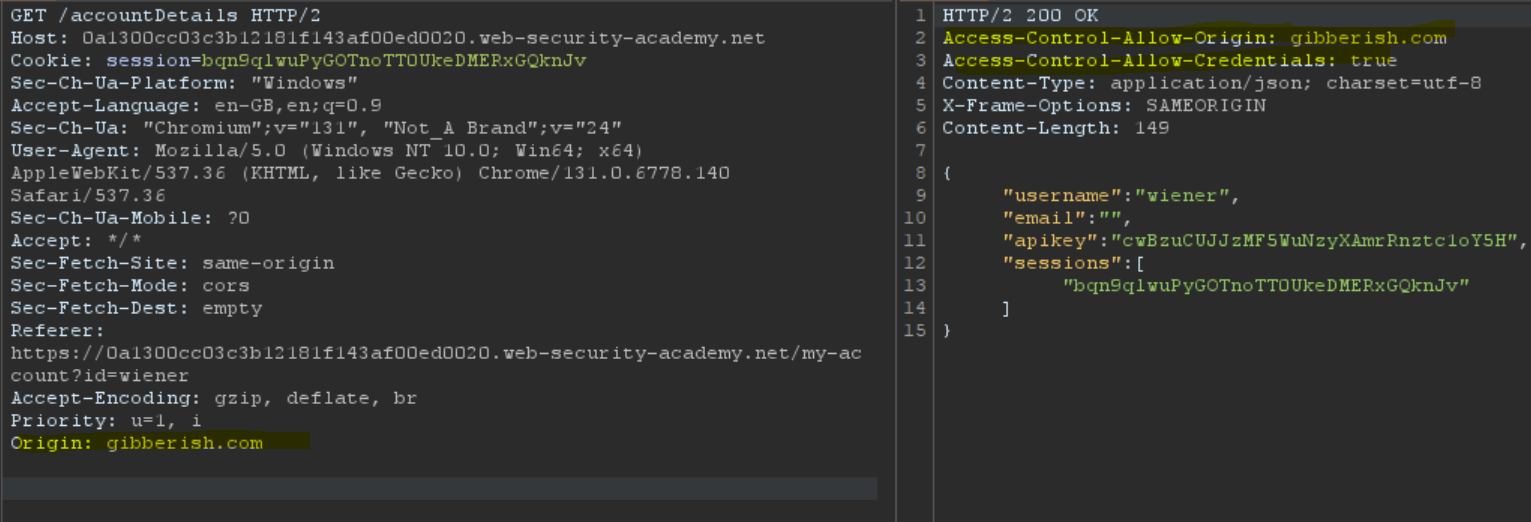 GET /accountDetails HTTP/2
Host: 0a1300cc03c3b12181f143af00ed0020.web-security-academy.net
Cookie: session=bqn9qlwuPyGOTnoTTOUkeDMERxGQknJv
Sec-Ch-Ua-Platform: "Windows"
Accept-Language: en-GB,en;q=0.9
Sec-Ch-Ua: "Chromium";v="131", "Not_A Brand";v="24"
User-Agent: Mozilla/5.0 (Windows NT 10.0; Win64; x64)
AppleWebKit/537.36 (KHTML, like Gecko) Chrome/131.0.6778.140
Safari/537.36
Sec-Ch-Ua-Mobile: ?0
Accept: */*
Sec-Fetch-Site: same-origin
Sec-Fetch-Mode: cors
Sec-Fetch-Dest: empty
Referer:
https://0a1300cc03c3b12181f143af00ed0020.web-security-academy.net/my-ac
count?id=wiener
Accept-Encoding: gzip, deflate, br
Priority: u=1, i
Origin: gibberish.com
1 HTTP/2 200 OK
2 Access-Control-Allow-Origin: gibberish.com
3 Access-Control-Allow-Credentials: true
4 Content-Type: application/json; charset=utf-8
5 X-Frame-Options: SAMEORIGIN
6 Content-Length: 149
7
8 {
9 "username":"wiener",
10 "email":"",
11 "apikey":"cwBzuCUJJzMF5WuNzyXAmrRnztc1oY5H",
12 "sessions":[
13 "bqn9qlwuPyGOTnoTTOUkeDMERxGQknJv"
14 ]
15 }